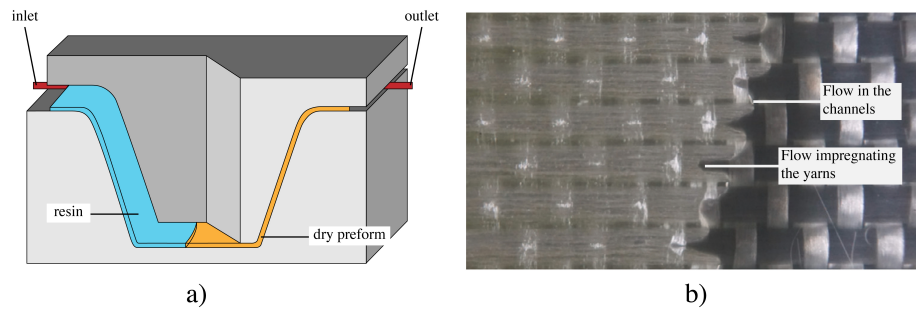 inlet
outlet
resin
dry preform
a)
Flow in the
channels
Flow impregnating
the yarns
b)